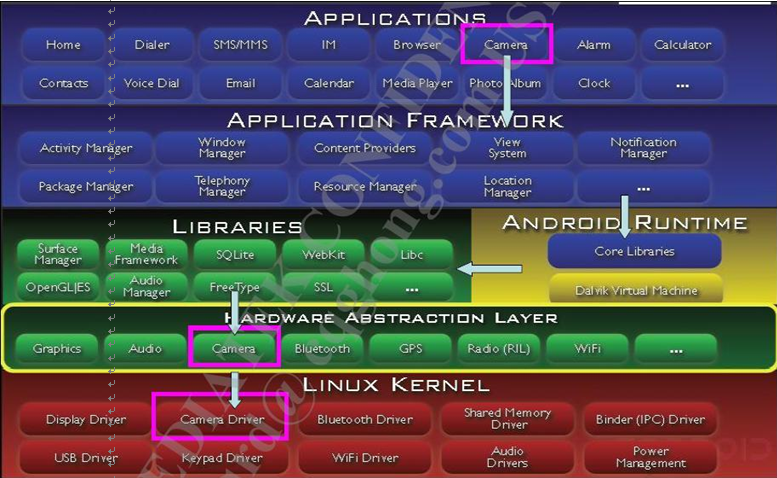 APPLICATIONS
Home Dialer SMS/MMS IM Browser Camera Alarm Calculator
Contacts Voice Dial Email Calendar Media Player Photo Album Clock ...
APPLICATION FRAMEWORK
Activity Manager Window Manager Content Providers View System Notification Manager
Package Manager Telephony Manager Resource Manager Location Manager ...
LIBRARIES
Surface Manager Media Framework SQLite WebKit Libc
OpenGL|ES Audio Manager FreeType SSL ...
ANDROID RUNTIME
Core Libraries
Dalvik Virtual Machine
HARDWARE ABSTRACTION LAYER
Graphics Audio Camera Bluetooth GPS Radio (RIL) WiFi ...
LINUX KERNEL
Display Driver Camera Driver Bluetooth Driver Shared Memory Driver Binder (IPC) Driver
USB Driver Keypad Driver WiFi Driver Audio Drivers Power Management